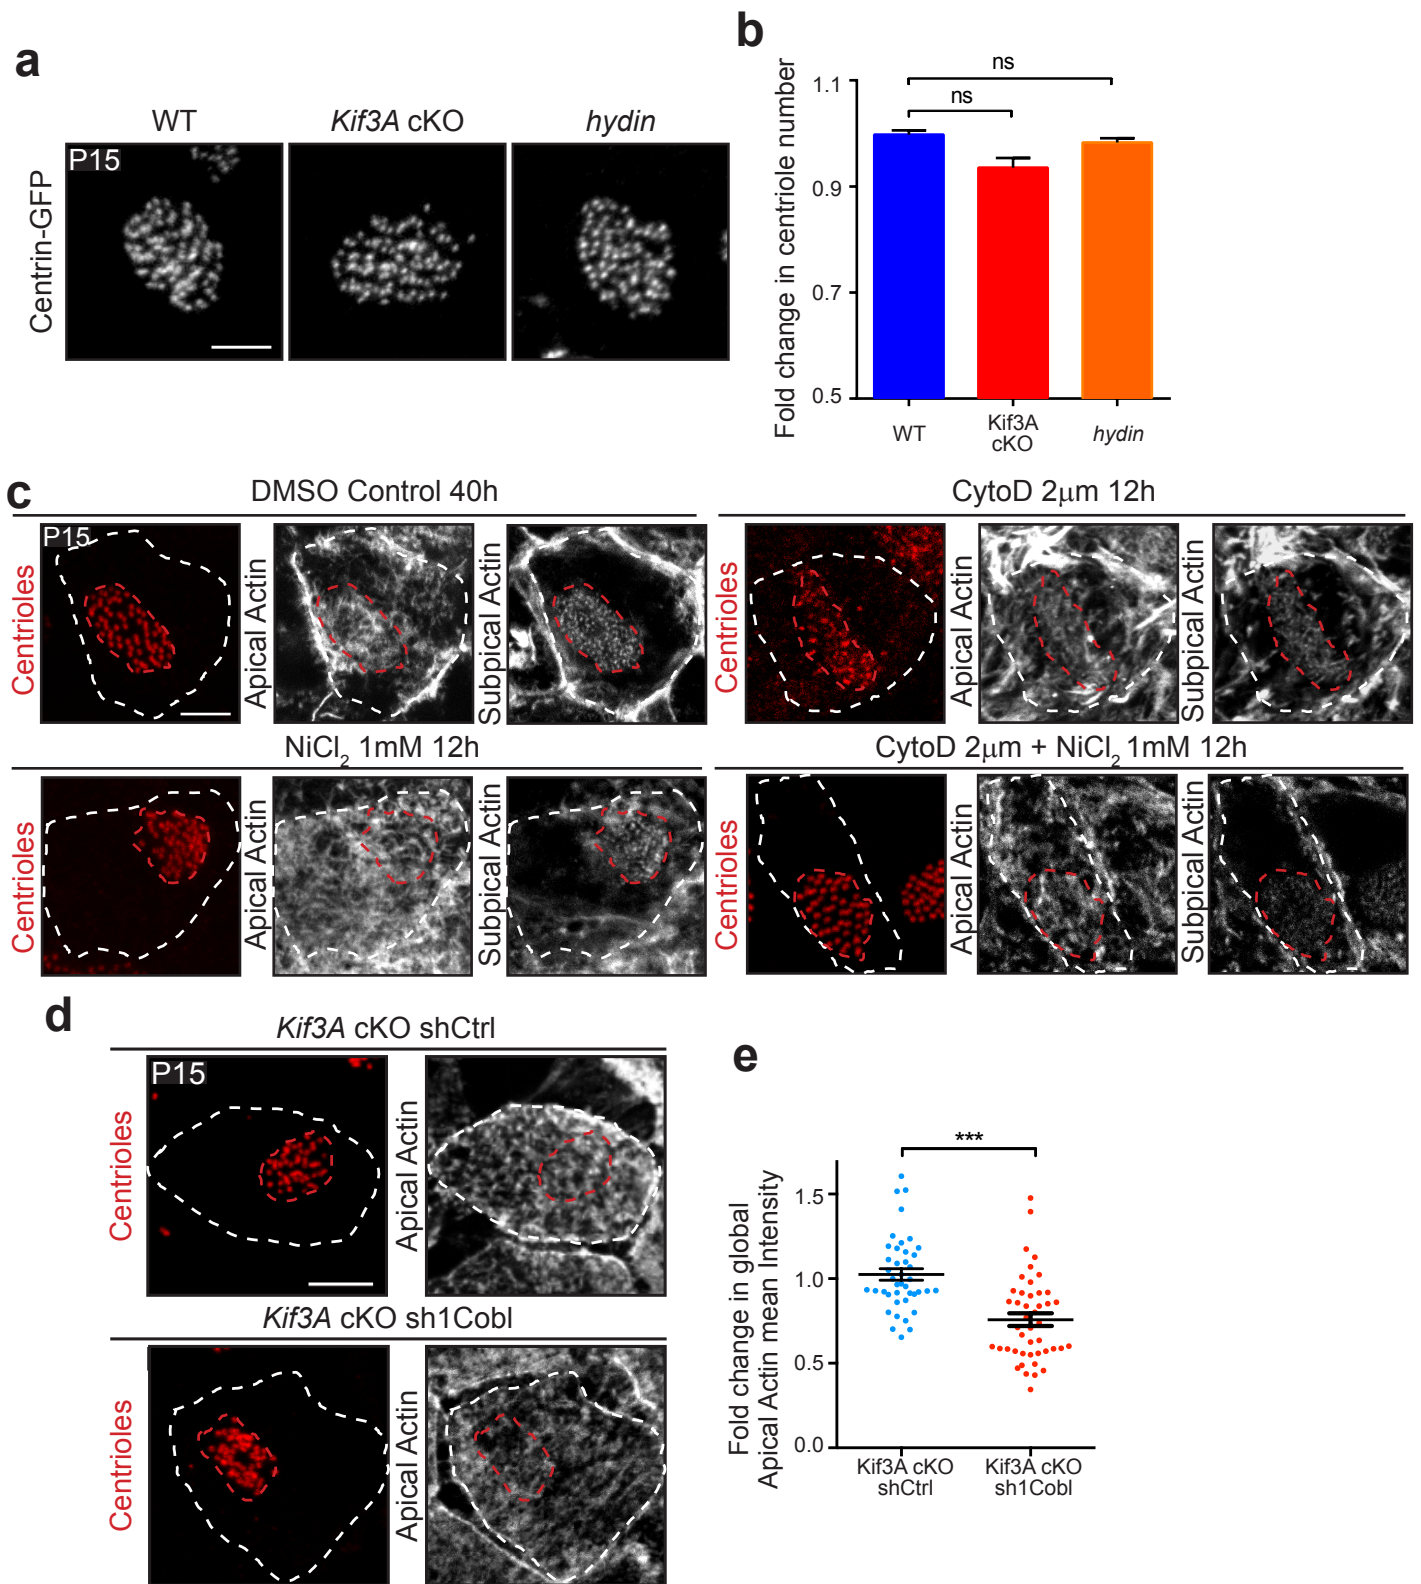 a
WT
Kif3A cKO
hydin
P15
Centrin-GFP
b
Fold change in centriole number
1.1
0.9
0.7
0.5
ns
ns
WT
Kif3A
cKO
hydin
c
DMSO Control 40h
P15
Centrioles
Apical Actin
Subpical Actin
CytoD 2µm 12h
Centrioles
Apical Actin
Subpical Actin
NiCl2 1mM 12h
Centrioles
Apical Actin
Subpical Actin
CytoD 2µm + NiCl2 1mM 12h
Centrioles
Apical Actin
Subpical Actin
d
Kif3A cKO shCtrl
P15
Centrioles
Apical Actin
Kif3A cKO sh1Cobl
Centrioles
Apical Actin
e
Fold change in global
Apical Actin mean Intensity
1.5
1.0
0.5
0.0
***
Kif3A cKO
shCtrl
Kif3A cKO
sh1Cobl